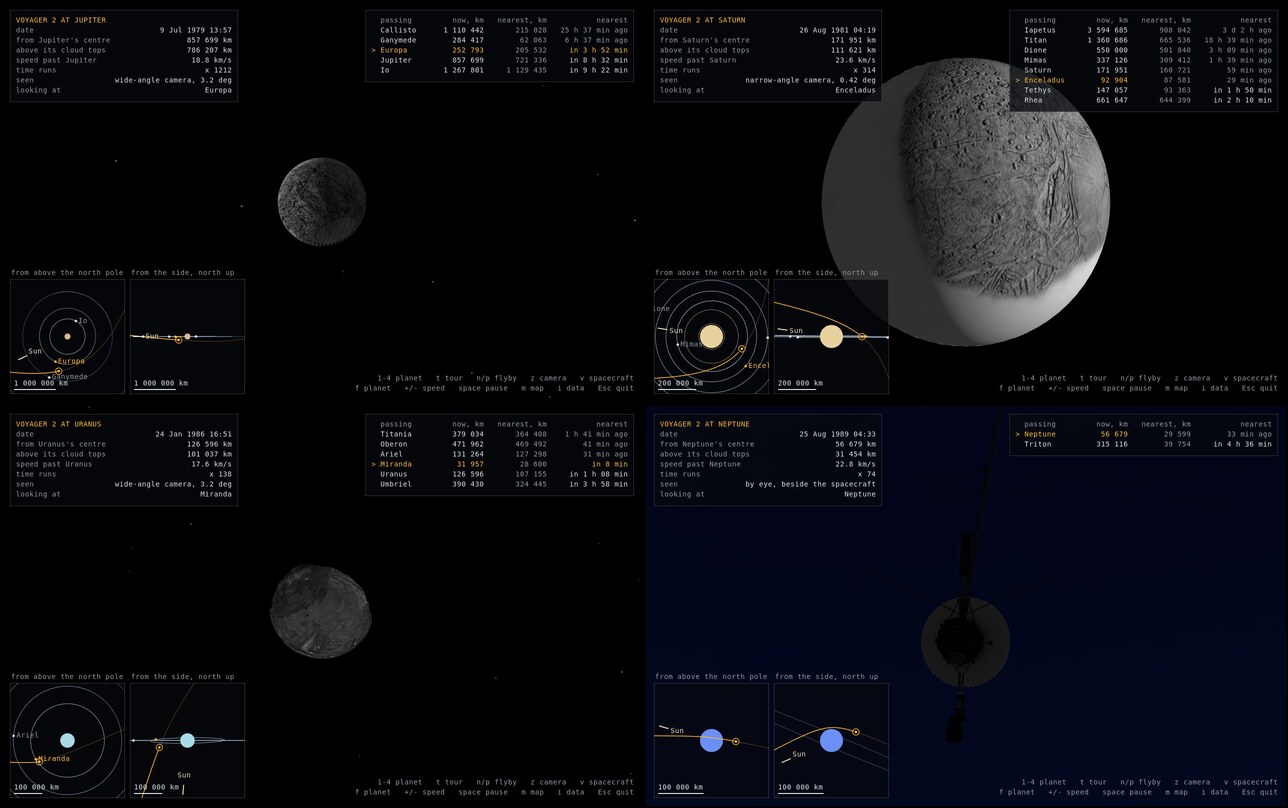 VOYAGER 2 AT JUPITER
date 9 Jul 1979 13:57
from Jupiter's centre 857 699 km
above its cloud tops 786 207 km
speed past Jupiter 18.8 km/s
time runs x 1212
seen wide-angle camera, 3.2 deg
looking at Europa
passing now, km nearest, km nearest
Callisto 1 110 442 215 028 25 h 37 min ago
Ganymede 284 417 62 063 6 h 37 min ago
> Europa 252 793 205 532 in 3 h 52 min
Jupiter 857 699 721 336 in 8 h 32 min
Io 1 267 801 1 129 435 in 9 h 22 min
from above the north pole from the side, north up
Io
Sun
Europa
Ganymede
1 000 000 km
Sun
1 000 000 km
1-4 planet t tour n/p flyby z camera v spacecraft
f planet +/- speed space pause m map i data Esc quit
VOYAGER 2 AT SATURN
date 26 Aug 1981 04:19
from Saturn's centre 171 951 km
above its cloud tops 111 621 km
speed past Saturn 23.6 km/s
time runs x 314
seen narrow-angle camera, 0.42 deg
looking at Enceladus
passing now, km nearest, km nearest
Iapetus 3 594 685 908 042 3 d 2 h ago
Titan 1 360 686 665 536 18 h 39 min ago
Dione 550 000 501 840 3 h 09 min ago
Mimas 337 126 309 412 1 h 39 min ago
Saturn 171 951 160 721 59 min ago
> Enceladus 92 904 87 581 29 min ago
Tethys 147 057 93 363 in 1 h 50 min
Rhea 661 647 644 399 in 2 h 10 min
from above the north pole from the side, north up
ione
Sun
Mimas
Encel
200 000 km
Sun
200 000 km
1-4 planet t tour n/p flyby z camera v spacecraft
f planet +/- speed space pause m map i data Esc quit
VOYAGER 2 AT URANUS
date 24 Jan 1986 16:51
from Uranus's centre 126 596 km
above its cloud tops 101 037 km
speed past Uranus 17.6 km/s
time runs x 138
seen wide-angle camera, 3.2 deg
looking at Miranda
passing now, km nearest, km nearest
Titania 379 034 364 408 1 h 41 min ago
Oberon 471 962 469 492 41 min ago
Ariel 131 264 127 298 31 min ago
> Miranda 31 957 28 600 in 8 min
Uranus 126 596 107 155 in 1 h 08 min
Umbriel 390 430 324 445 in 3 h 58 min
from above the north pole from the side, north up
Ariel
Miranda
100 000 km
Sun
100 000 km
1-4 planet t tour n/p flyby z camera v spacecraft
f planet +/- speed space pause m map i data Esc quit
VOYAGER 2 AT NEPTUNE
date 25 Aug 1989 04:33
from Neptune's centre 56 679 km
above its cloud tops 31 454 km
speed past Neptune 22.8 km/s
time runs x 74
seen by eye, beside the spacecraft
looking at Neptune
passing now, km nearest, km nearest
> Neptune 56 679 29 599 33 min ago
Triton 315 116 39 754 in 4 h 36 min
from above the north pole from the side, north up
Sun
100 000 km
Sun
100 000 km
1-4 planet t tour n/p flyby z camera v spacecraft
f planet +/- speed space pause m map i data Esc quit